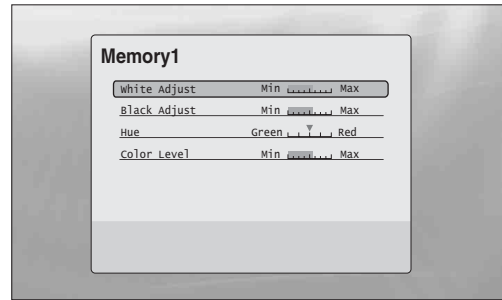 Memory1
White Adjust Min Max
Black Adjust Min Max
Hue Green Red
Color Level Min Max